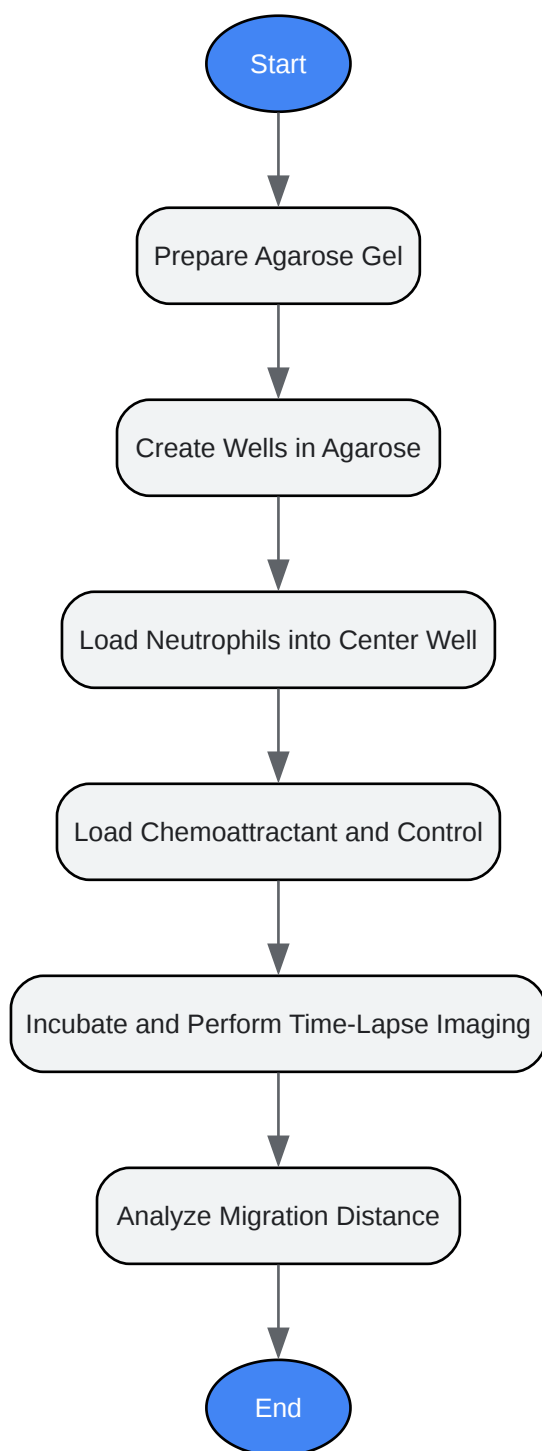 Start
Prepare Agarose Gel
Create Wells in Agarose
Load Neutrophils into Center Well
Load Chemoattractant and Control
Incubate and Perform Time-Lapse Imaging
Analyze Migration Distance
End